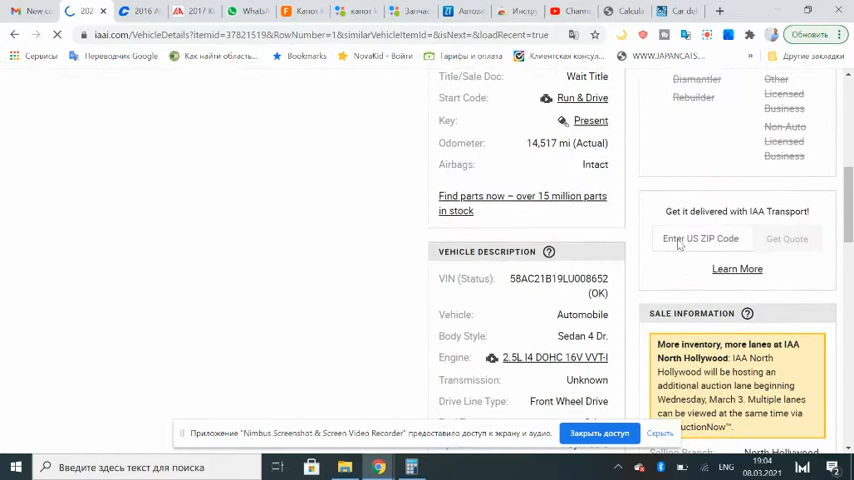 New co
202
2016 A
2017 Ki
WhatsA
Капот к
капот к
Запчас
Автоза
Инстру
Chann
Calcula
Car del
iaai.com/VehicleDetails?itemid=37821519&RowNumber=1&similarVehicleItemId=&isNext=&loadRecent=true
Обновить
Сервисы
Переводчик Google
Как найти область...
Bookmarks
NovaKid - Войти
Тарифы и оплата
Клиентская консул...
WWW.JAPANCATS.
Другие закладки
Title/Sale Doc: Wait Title
Start Code: Run & Drive
Key: Present
Odometer: 14,517 mi (Actual)
Airbags: Intact
Find parts now – over 15 million parts
in stock
VEHICLE DESCRIPTION
VIN (Status): 58AC21B19LU008652
(OK)
Vehicle: Automobile
Body Style: Sedan 4 Dr.
Engine: 2.5L I4 DOHC 16V VVT-I
Transmission: Unknown
Drive Line Type: Front Wheel Drive
Dismantler
Rebuilder
Other
Licensed
Business
Non-Auto
Licensed
Business
Get it delivered with IAA Transport!
Enter US ZIP Code
Get Quote
Learn More
SALE INFORMATION
More inventory, more lanes at IAA
North Hollywood: IAA North
Hollywood will be hosting an
additional auction lane beginning
Wednesday, March 3. Multiple lanes
can be viewed at the same time via
uctionNow™.
Selling Branch: North Hollywood
Приложение "Nimbus Screenshot & Screen Video Recorder" предоставило доступ к экрану и аудио.
Закрыть доступ
Скрыть
Введите здесь текст для поиска
ENG
19:04
08.03.2021
2